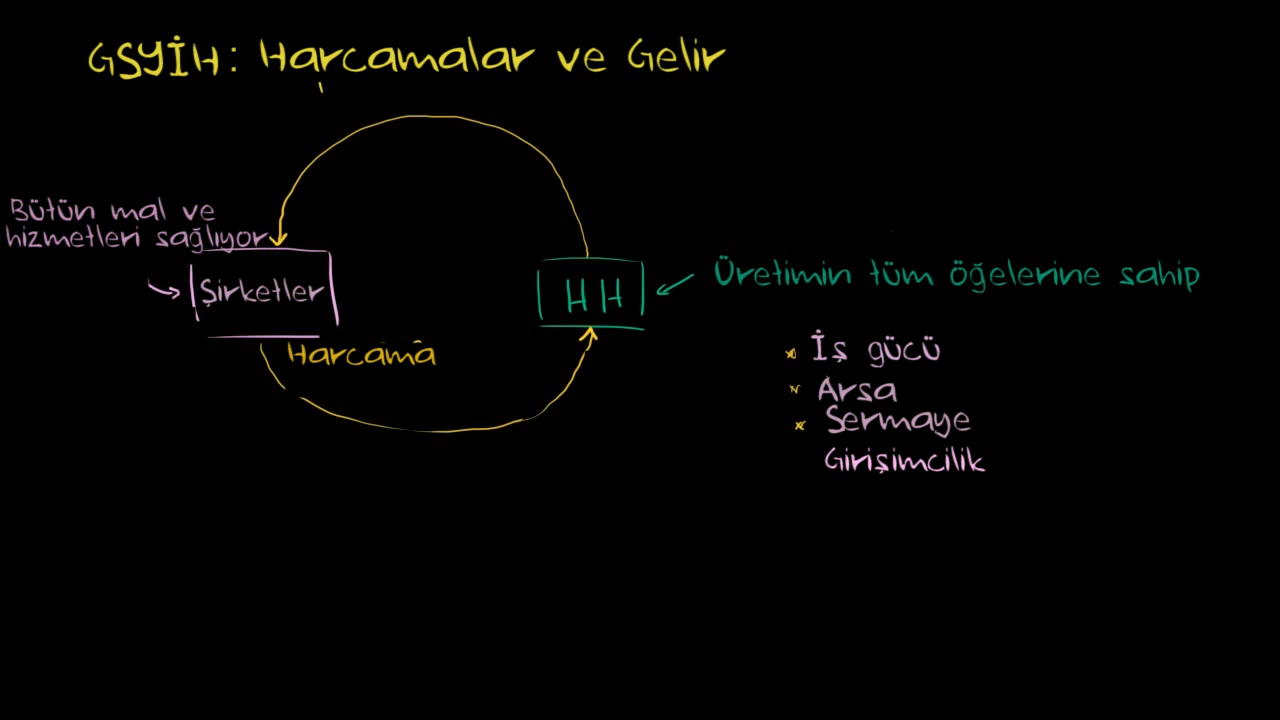 GSYİH: Harcamalar ve Gelir
Bütün mal ve
hizmetleri sağlıyor
Şirketler
HH
Üretimin tüm öğelerine sahip
Harcama
İş gücü
Arsa
Sermaye
Girişimcilik